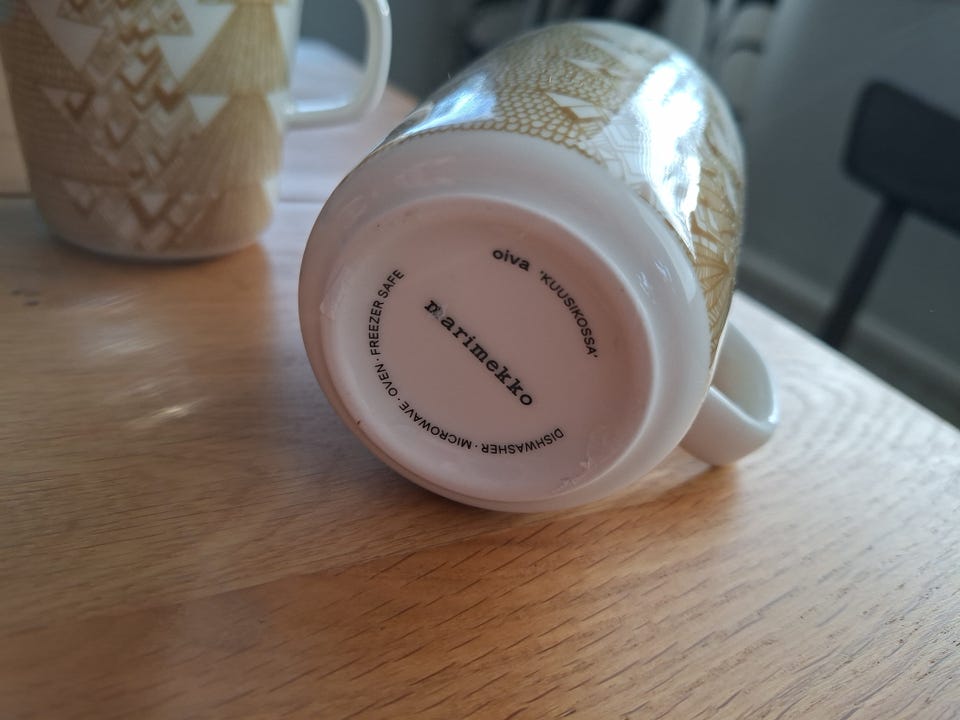 oiva 'KUUSIKOSSA'
marimekko
DISHWASHER · MICROWAVE · OVEN · FREEZER SAFE